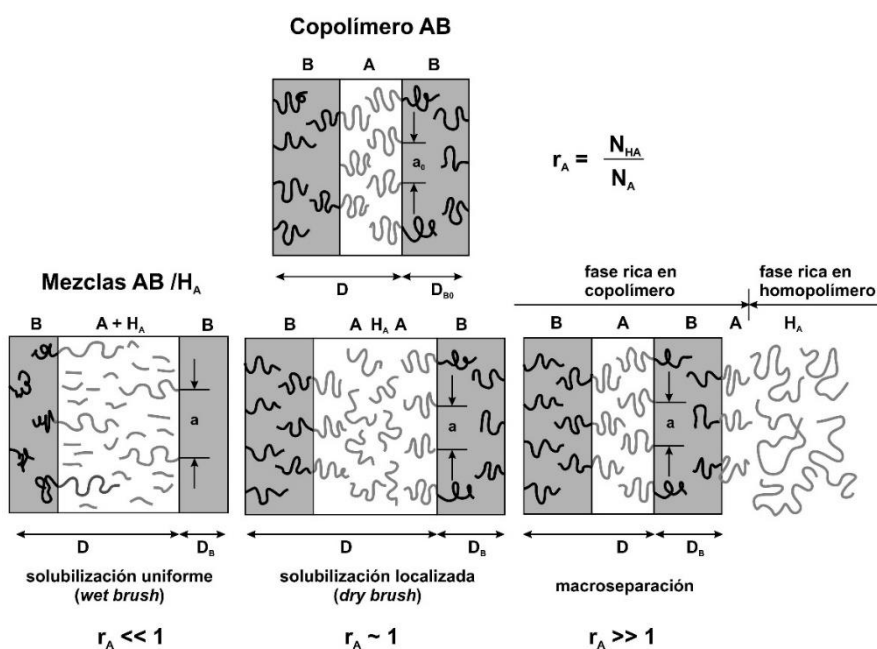 Copolímero AB
B A B
a₀
r_A = N_HA / N_A
D D_B0
Mezclas AB /H_A
fase rica en copolímero
fase rica en homopolímero
B A + H_A B
B A H_A A B
B A B A H_A
a
a
a
D D_B
D D_B
D D_B
solubilización uniforme
(wet brush)
solubilización localizada
(dry brush)
macroseparación
r_A << 1
r_A ~ 1
r_A >> 1